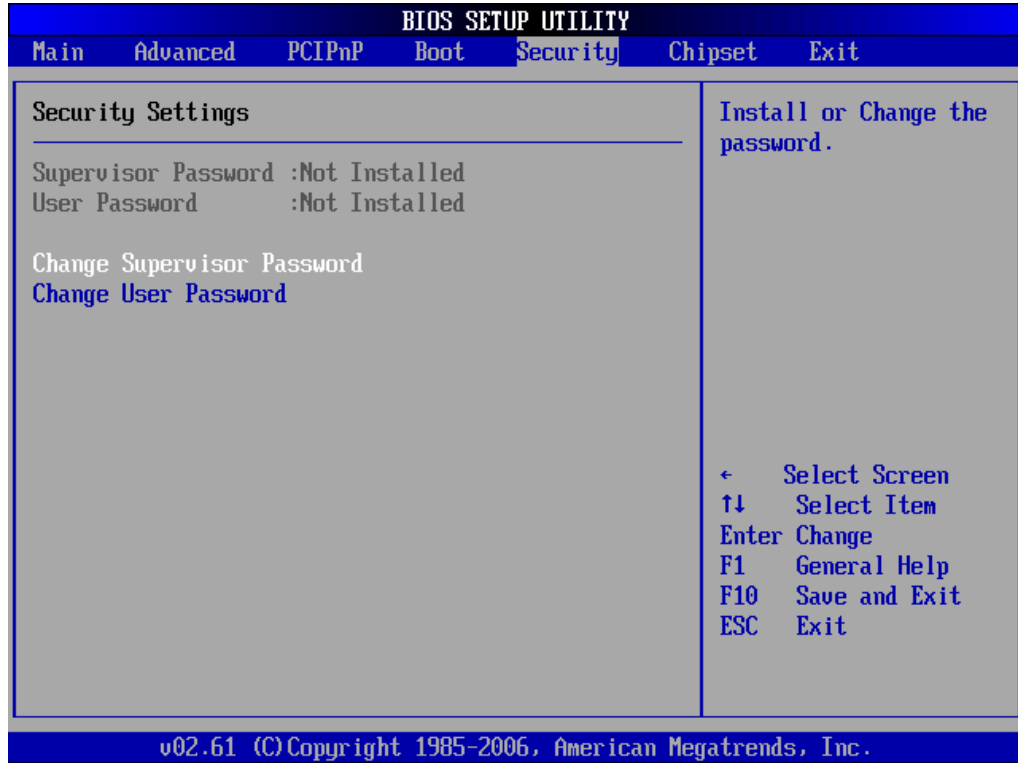 BIOS SETUP UTILITY
Main Advanced PCIPnP Boot Security Chipset Exit
Security Settings
Supervisor Password :Not Installed
User Password :Not Installed
Change Supervisor Password
Change User Password
Install or Change the
password.
← Select Screen
↑↓ Select Item
Enter Change
F1 General Help
F10 Save and Exit
ESC Exit
v02.61 (C)Copyright 1985-2006, American Megatrends, Inc.